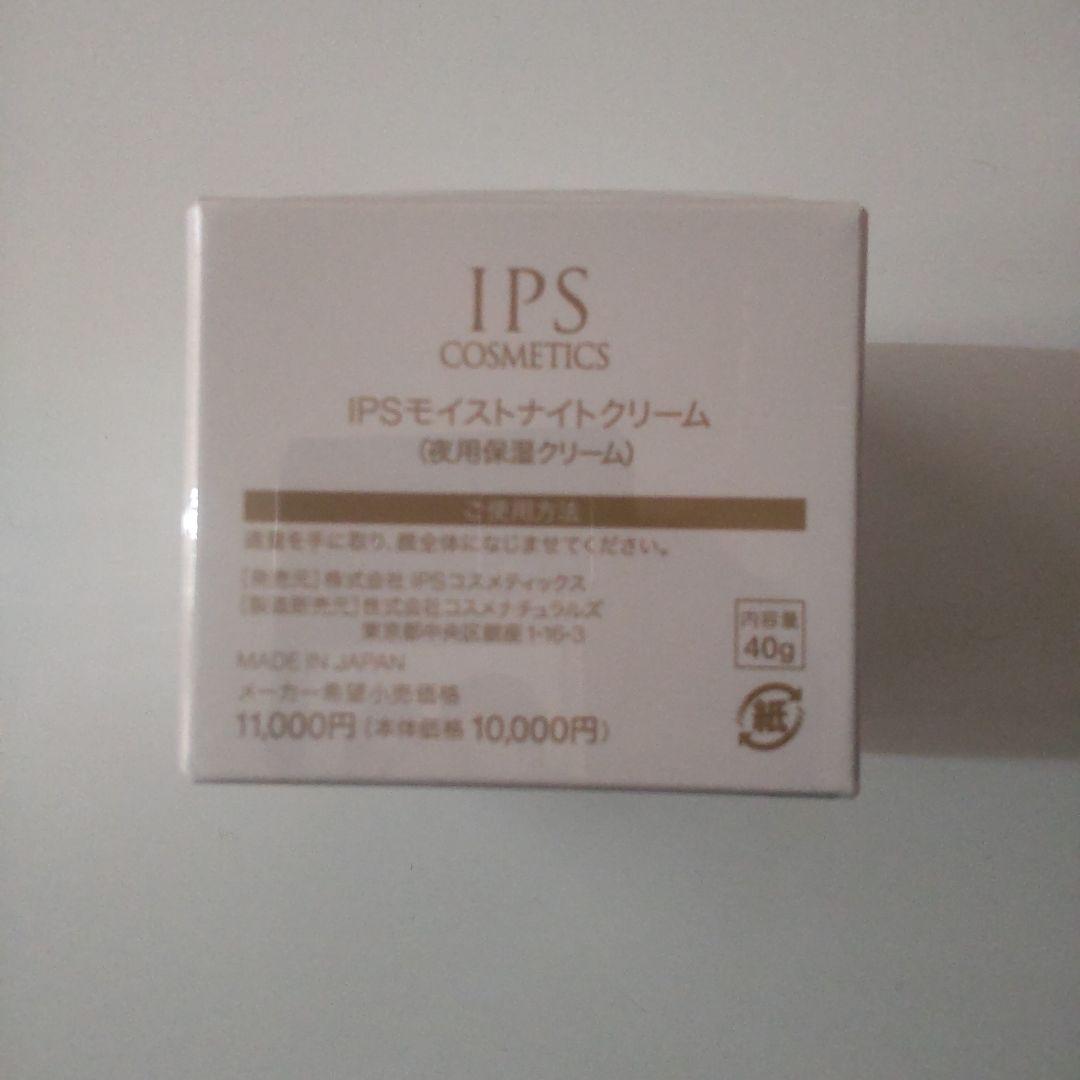 IPS
COSMETICS
IPSモイストナイトクリーム
(夜用保湿クリーム)
ご使用方法
適量を手に取り、顔全体になじませてください。
[発売元]株式会社 IPSコスメティックス
[製造販売元]株式会社コスメナチュラルズ
東京都中央区銀座1-16-3
MADE IN JAPAN
メーカー希望小売価格
11,000円(本体価格 10,000円)
内容量
40g
紙